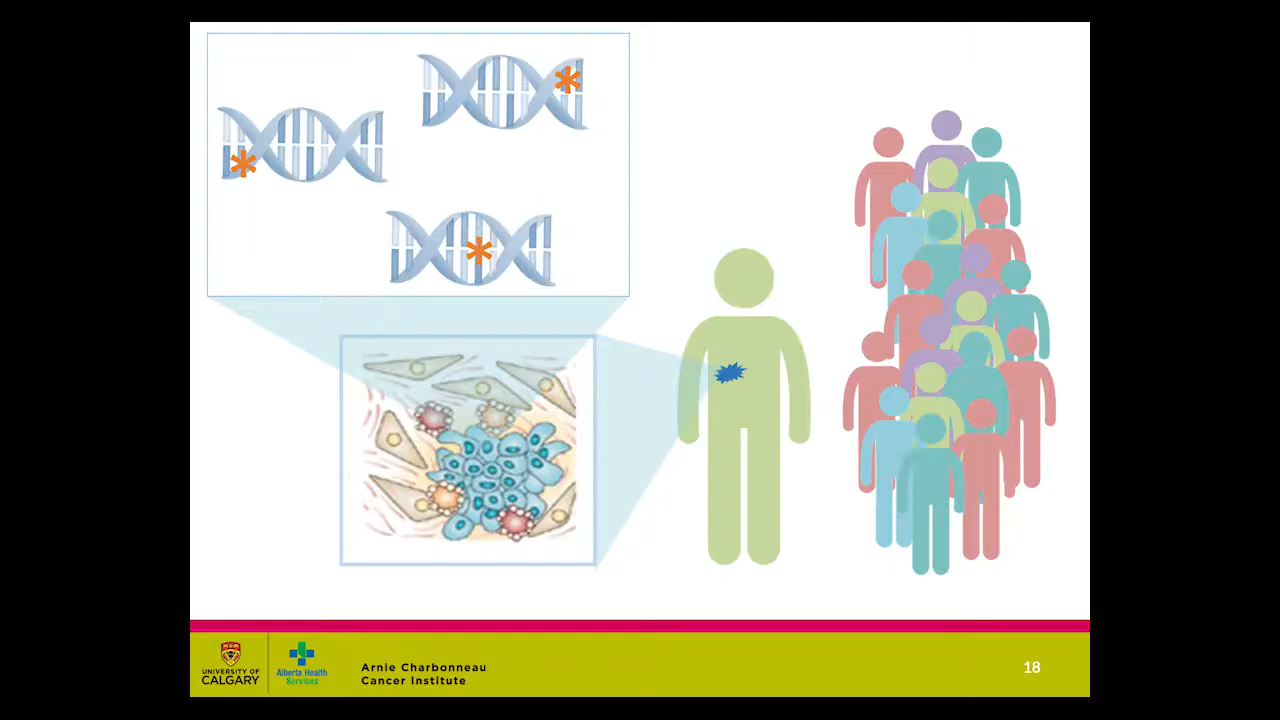 UNIVERSITY OF
CALGARY
Alberta Health
Services
Arnie Charbonneau
Cancer Institute
18